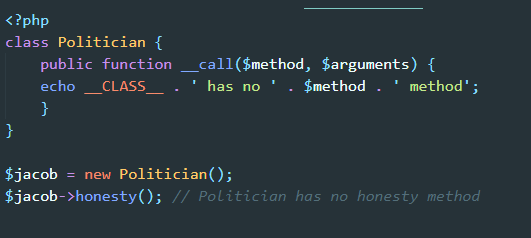 <?php
class Politician {
    public function __call($method, $arguments) {
    echo __CLASS__ . ' has no ' . $method . ' method';
    }
}

$jacob = new Politician();
$jacob->honesty(); // Politician has no honesty method